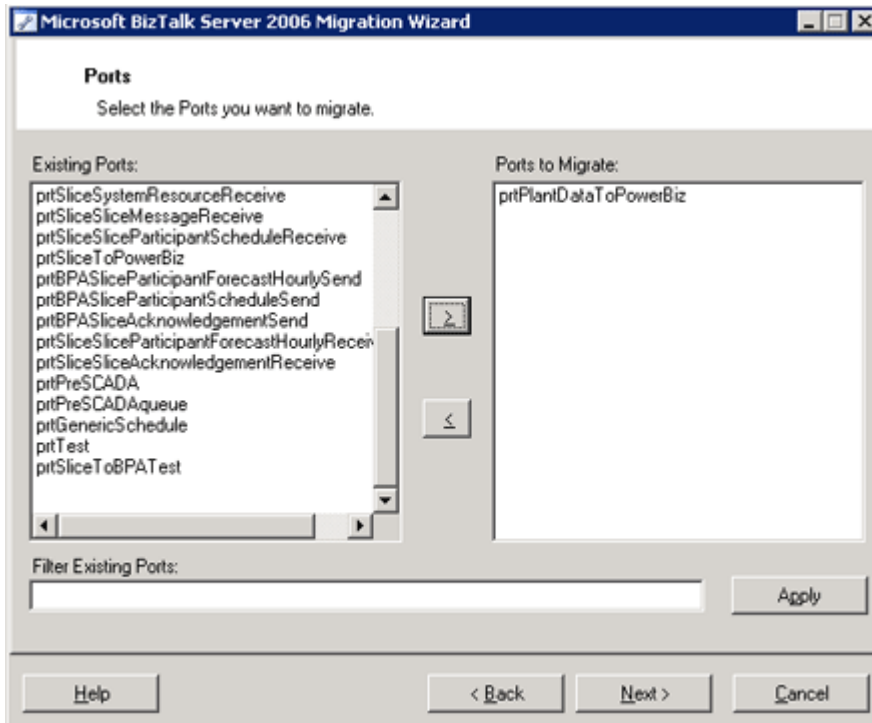 Microsoft BizTalk Server 2006 Migration Wizard
Ports
Select the Ports you want to migrate.
Existing Ports:
prtSliceSystemResourceReceive
prtSliceSliceMessageReceive
prtSliceSliceParticipantScheduleReceive
prtSliceToPowerBiz
prtBPASliceParticipantForecastHourlySend
prtBPASliceParticipantScheduleSend
prtBPASliceAcknowledgementSend
prtSliceSliceParticipantForecastHourlyReceiv
prtSliceSliceAcknowledgementReceive
prtPreSCADA
prtPreSCADAqueue
prtGenericSchedule
prtTest
prtSliceToBPATest
>
<
Ports to Migrate:
prtPlantDataToPowerBiz
Filter Existing Ports:
Apply
Help
< Back
Next >
Cancel